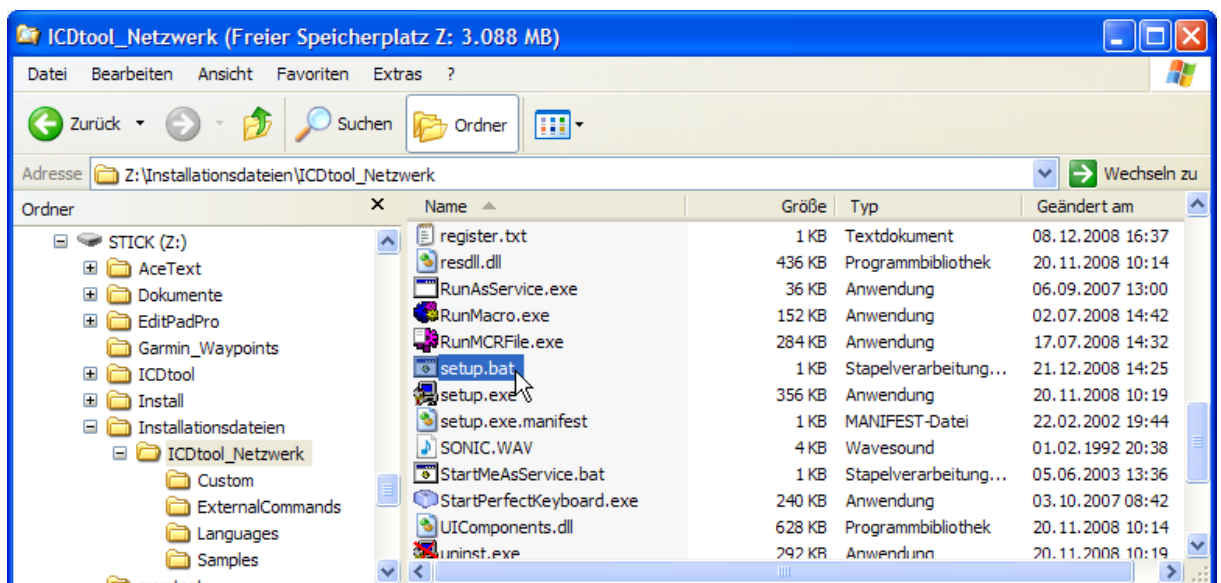 ICDtool_Netzwerk (Freier Speicherplatz Z: 3.088 MB)
Datei Bearbeiten Ansicht Favoriten Extras ?
Zurück Suchen Ordner
Adresse Z:\Installationsdateien\ICDtool_Netzwerk Wechseln zu
Ordner
STICK (Z:)
AceText
Dokumente
EditPadPro
Garmin_Waypoints
ICDtool
Install
Installationsdateien
ICDtool_Netzwerk
Custom
ExternalCommands
Languages
Samples
Name Größe Typ Geändert am
register.txt 1 KB Textdokument 08.12.2008 16:37
resdll.dll 436 KB Programmbibliothek 20.11.2008 10:14
RunAsService.exe 36 KB Anwendung 06.09.2007 13:00
RunMacro.exe 152 KB Anwendung 02.07.2008 14:42
RunMCRFile.exe 284 KB Anwendung 17.07.2008 14:32
setup.bat 1 KB Stapelverarbeitung... 21.12.2008 14:25
setup.exe 356 KB Anwendung 20.11.2008 10:19
setup.exe.manifest 1 KB MANIFEST-Datei 22.02.2002 19:44
SONIC.WAV 4 KB Wavesound 01.02.1992 20:38
StartMeAsService.bat 1 KB Stapelverarbeitung... 05.06.2003 13:36
StartPerfectKeyboard.exe 240 KB Anwendung 03.10.2007 08:42
UIComponents.dll 628 KB Programmbibliothek 20.11.2008 10:14
uninst.exe 292 KB Anwendung 20.11.2008 10:19